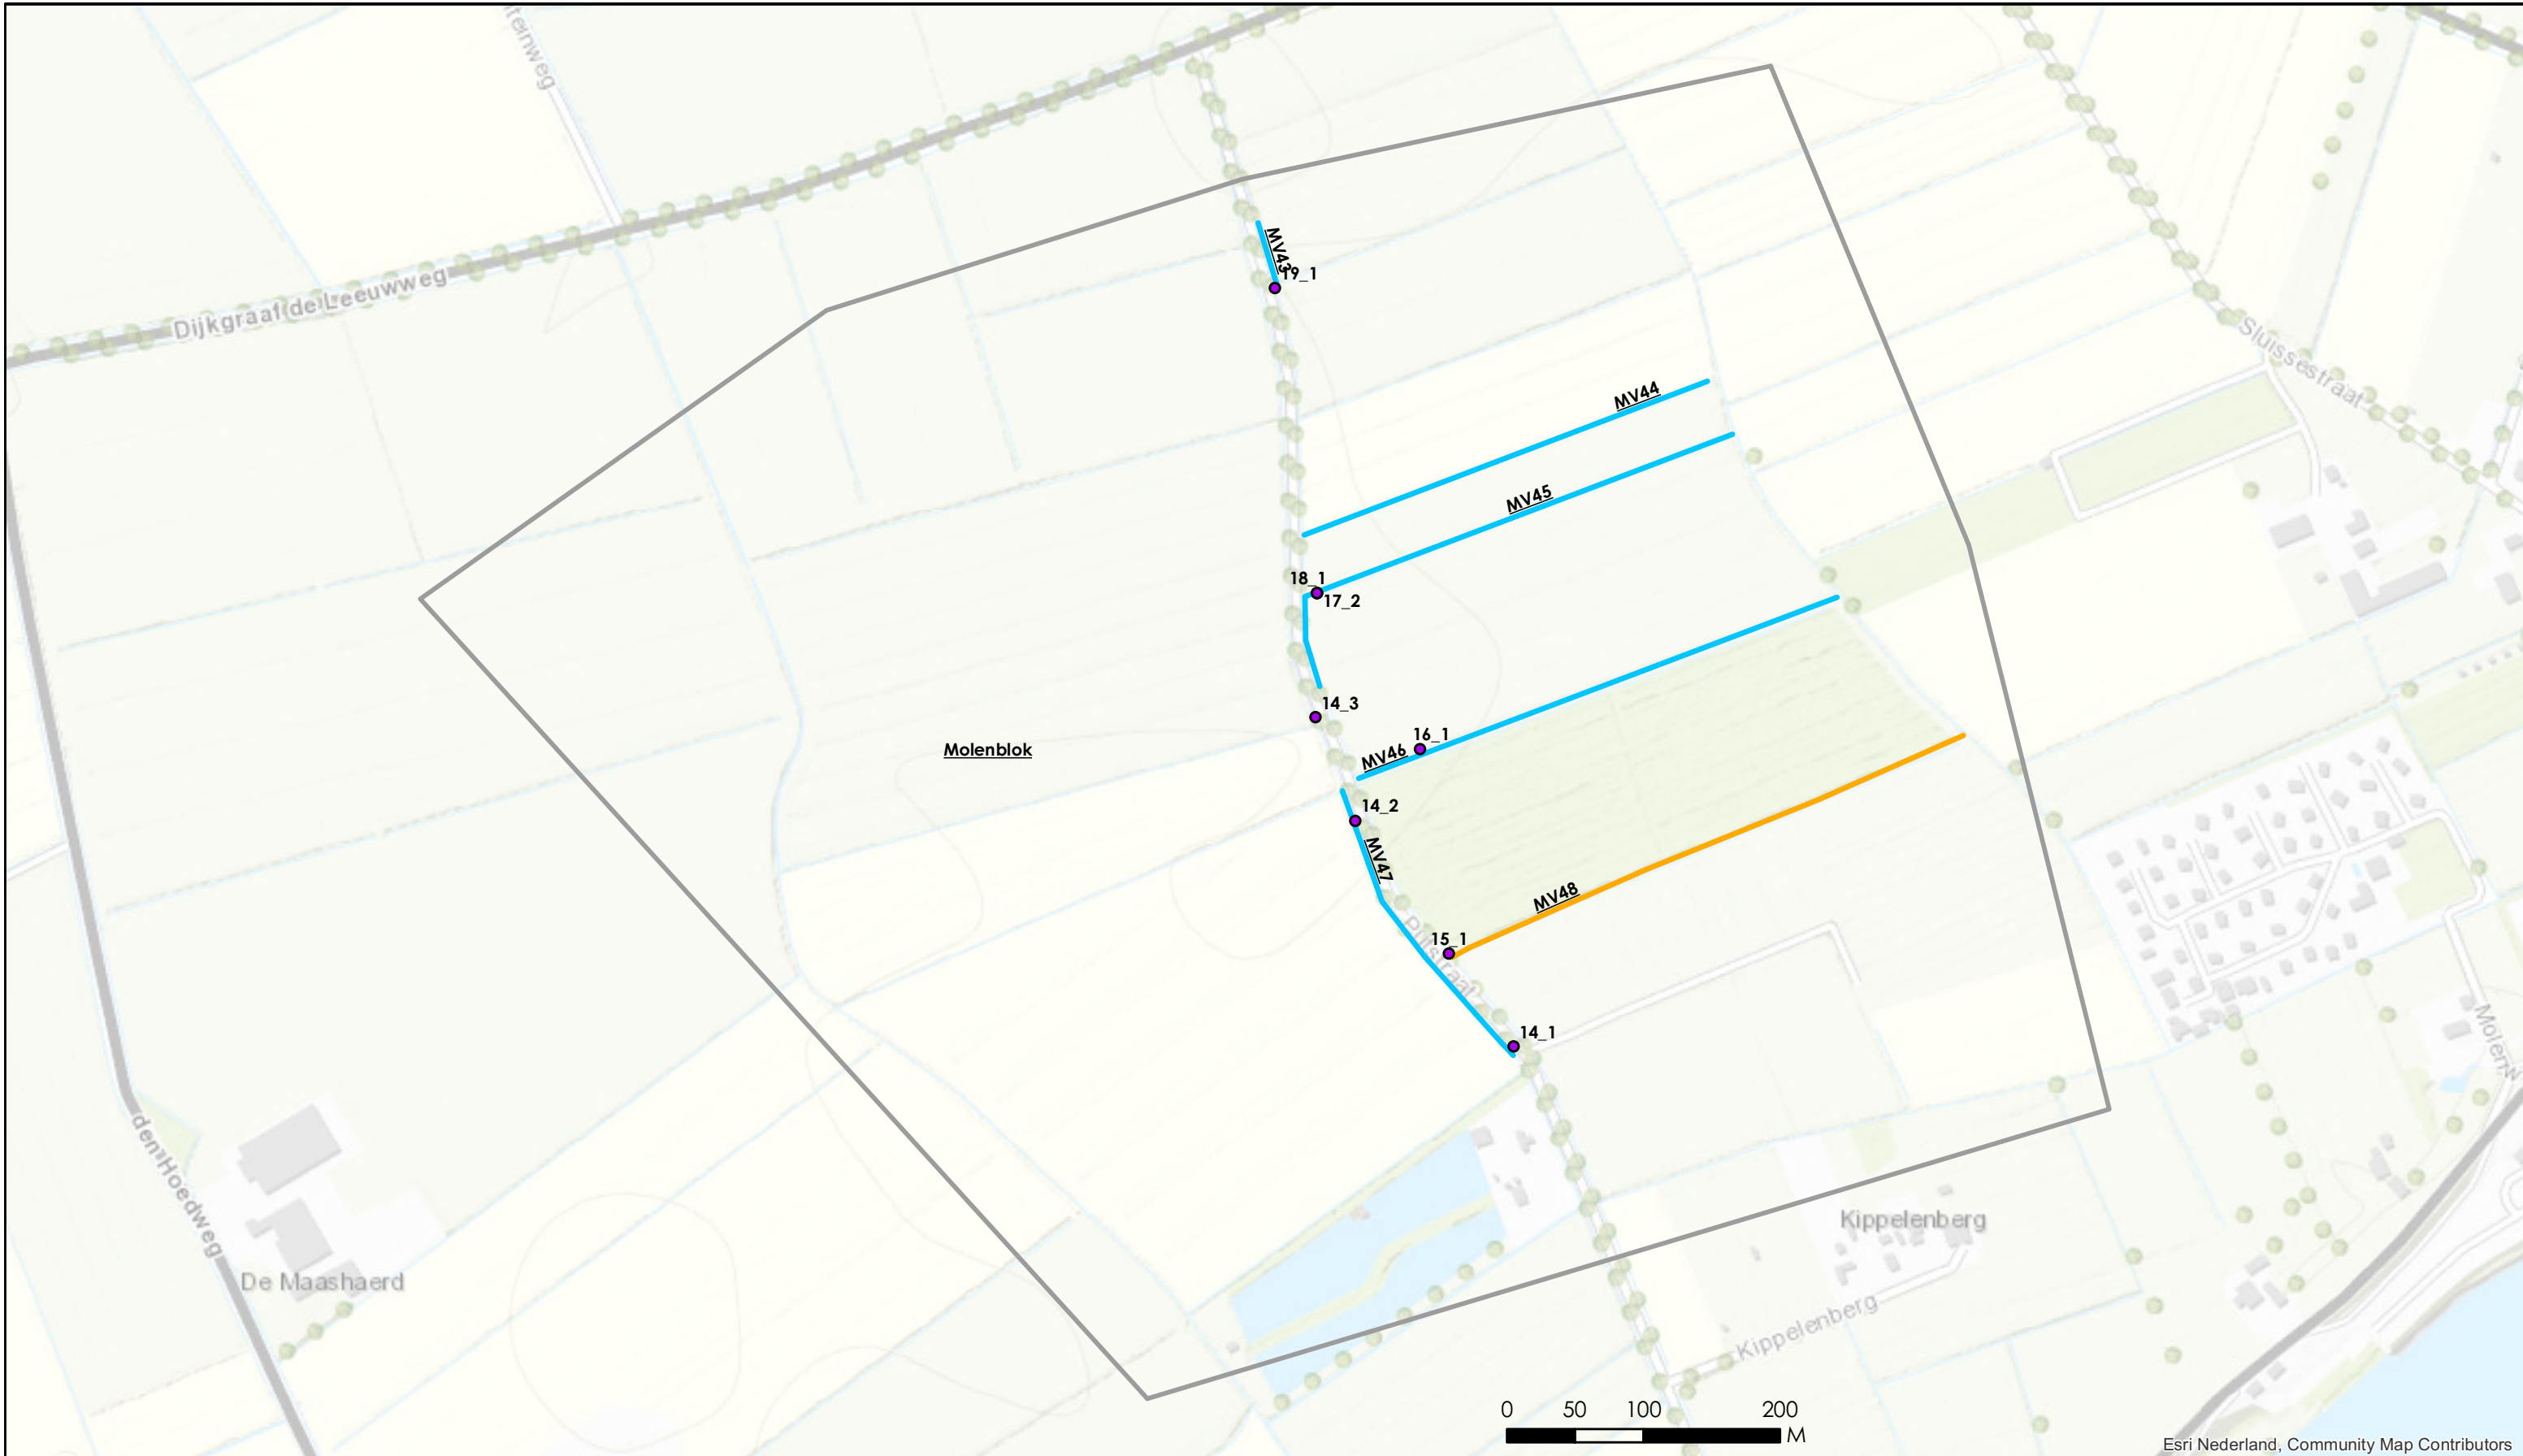 Dijkgraaf de Leeuwweg
MV43
19_1
Sluissestraat
MV44
MV45
18_1
17_2
14_3
16_1
MV46
Molenblok
14_2
MV47
MV48
15_1
14_1
den Hoedweg
De Maashaerd
Kippelenberg
Kippelenberg
0 50 100 200
M
Esri Nederland, Community Map Contributors